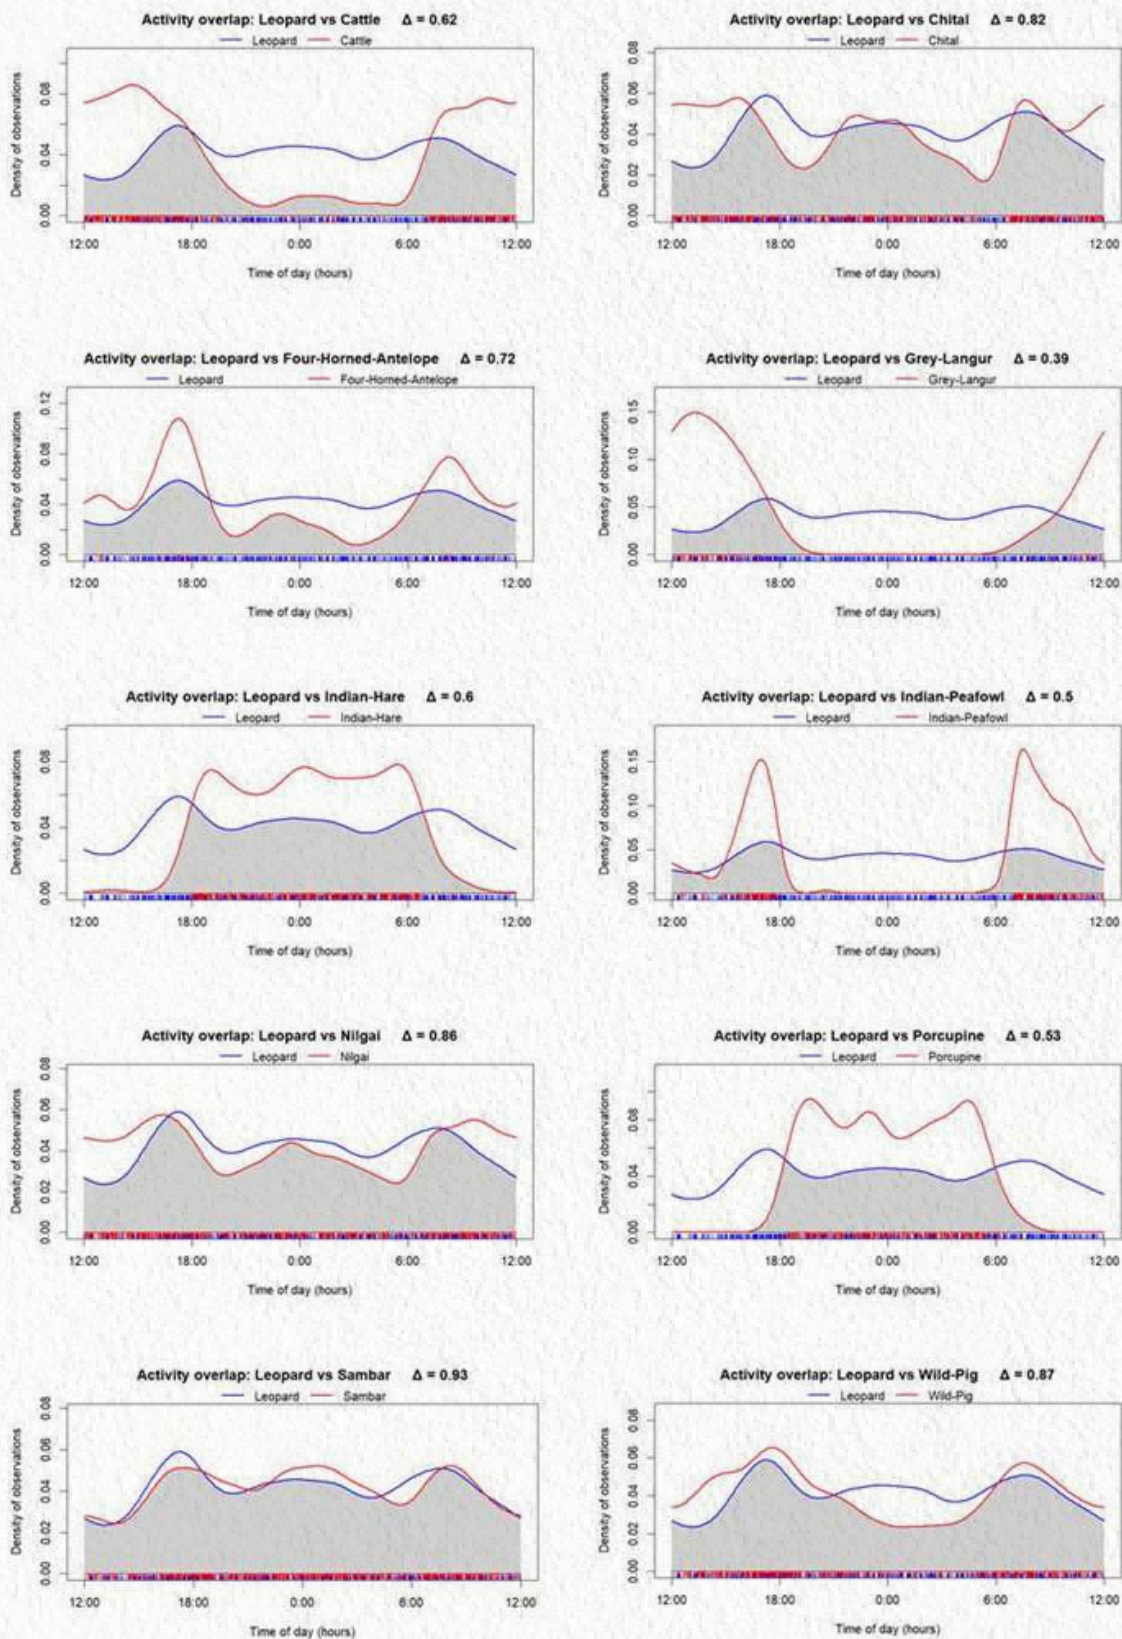 Activity overlap: Leopard vs Cattle Δ = 0.62
Leopard Cattle
Density of observations
0.00 0.04 0.08
12:00 18:00 0:00 6:00 12:00
Time of day (hours)
Activity overlap: Leopard vs Chital Δ = 0.82
Leopard Chital
Density of observations
0.00 0.02 0.04 0.06 0.08
12:00 18:00 0:00 6:00 12:00
Time of day (hours)
Activity overlap: Leopard vs Four-Horned-Antelope Δ = 0.72
Leopard Four-Horned-Antelope
Density of observations
0.00 0.04 0.08 0.12
12:00 18:00 0:00 6:00 12:00
Time of day (hours)
Activity overlap: Leopard vs Grey-Langur Δ = 0.39
Leopard Grey-Langur
Density of observations
0.00 0.05 0.10 0.15
12:00 18:00 0:00 6:00 12:00
Time of day (hours)
Activity overlap: Leopard vs Indian-Hare Δ = 0.6
Leopard Indian-Hare
Density of observations
0.00 0.04 0.08
12:00 18:00 0:00 6:00 12:00
Time of day (hours)
Activity overlap: Leopard vs Indian-Peafowl Δ = 0.5
Leopard Indian-Peafowl
Density of observations
0.00 0.05 0.10 0.15
12:00 18:00 0:00 6:00 12:00
Time of day (hours)
Activity overlap: Leopard vs Nilgai Δ = 0.86
Leopard Nilgai
Density of observations
0.00 0.02 0.04 0.06 0.08
12:00 18:00 0:00 6:00 12:00
Time of day (hours)
Activity overlap: Leopard vs Porcupine Δ = 0.53
Leopard Porcupine
Density of observations
0.00 0.04 0.08
12:00 18:00 0:00 6:00 12:00
Time of day (hours)
Activity overlap: Leopard vs Sambar Δ = 0.93
Leopard Sambar
Density of observations
0.00 0.02 0.04 0.06 0.08
12:00 18:00 0:00 6:00 12:00
Time of day (hours)
Activity overlap: Leopard vs Wild-Pig Δ = 0.87
Leopard Wild-Pig
Density of observations
0.00 0.02 0.04 0.06 0.08
12:00 18:00 0:00 6:00 12:00
Time of day (hours)